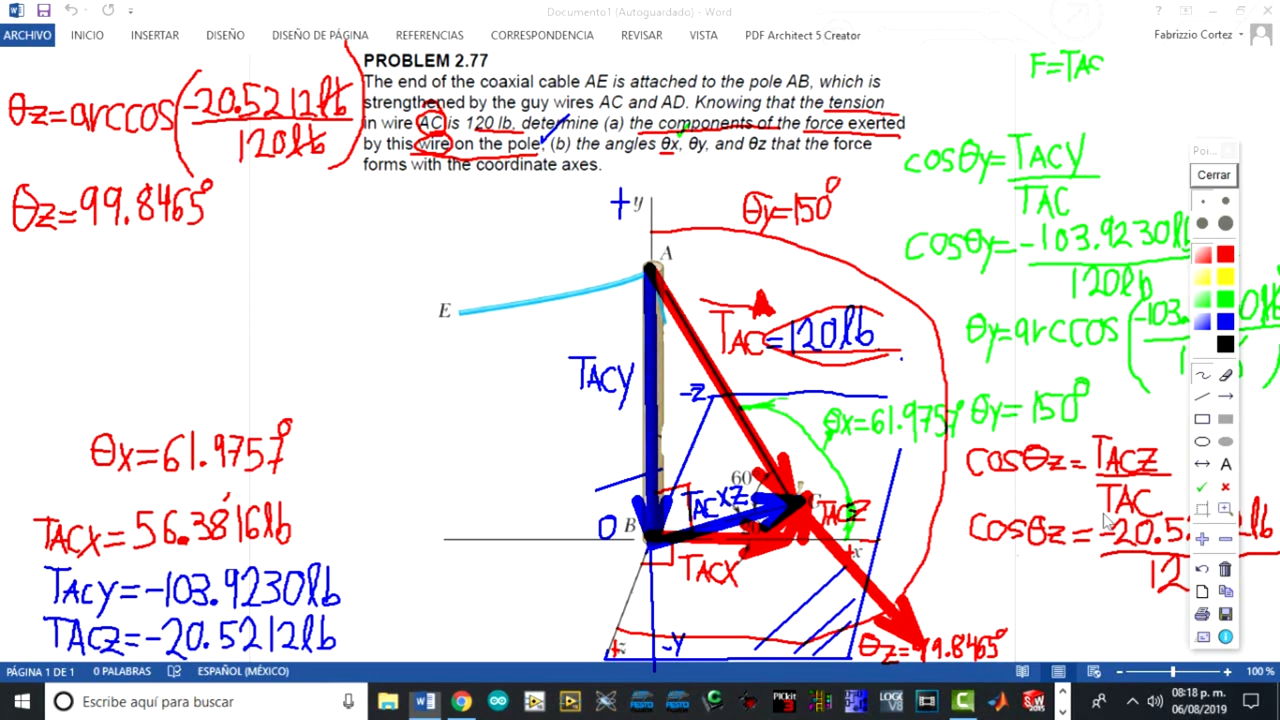 Documento1 (Autoguardado) - Word
ARCHIVO INICIO INSERTAR DISEÑO DISEÑO DE PÁGINA REFERENCIAS CORRESPONDENCIA REVISAR VISTA PDF Architect 5 Creator Fabrizzio Cortez
PROBLEM 2.77
The end of the coaxial cable AE is attached to the pole AB, which is
strengthened by the guy wires AC and AD. Knowing that the tension
in wire AC is 120 lb, determine (a) the components of the force exerted
by this wire on the pole, (b) the angles θx, θy, and θz that the force
forms with the coordinate axes.
θz=arccos(-20.5212lb
120lb)
θz=99.8465°
F=TAC
cosθy=TACY
TAC
cosθy=-103.9230lb
120lb
θy=arccos(-103.
θy=150°
cosθz=TACZ
TAC
cosθz=-20.5
12
Cerrar
A
+y
θy=150°
A
E
TAC=120lb
TACY
-Z
θx=61.9757°
60
TACXZ
C
TACZ
O
B
TACX
+x
+z
-Y
θz=99.8465°
θx=61.9757°
TACX=56.3816lb
TACY=-103.9230lb
TACZ=-20.5212lb
PÁGINA 1 DE 1 0 PALABRAS ESPAÑOL (MÉXICO) 100 %
Escribe aquí para buscar
08:18 p. m.
06/08/2019